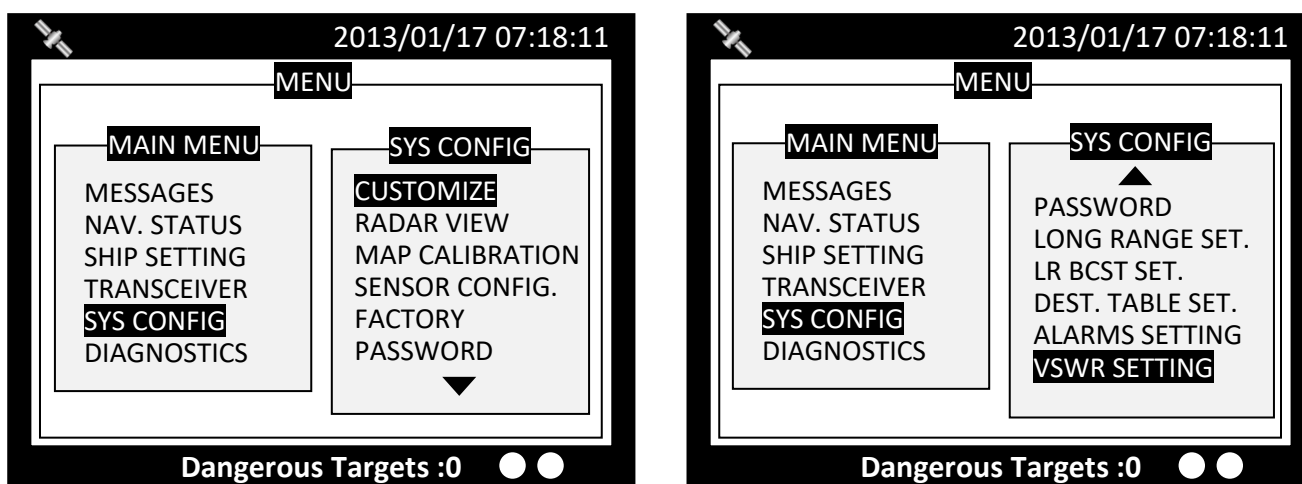 2013/01/17 07:18:11
MENU
MAIN MENU
MESSAGES
NAV. STATUS
SHIP SETTING
TRANSCEIVER
SYS CONFIG
DIAGNOSTICS
SYS CONFIG
CUSTOMIZE
RADAR VIEW
MAP CALIBRATION
SENSOR CONFIG.
FACTORY
PASSWORD
Dangerous Targets :0
2013/01/17 07:18:11
MENU
MAIN MENU
MESSAGES
NAV. STATUS
SHIP SETTING
TRANSCEIVER
SYS CONFIG
DIAGNOSTICS
SYS CONFIG
PASSWORD
LONG RANGE SET.
LR BCST SET.
DEST. TABLE SET.
ALARMS SETTING
VSWR SETTING
Dangerous Targets :0